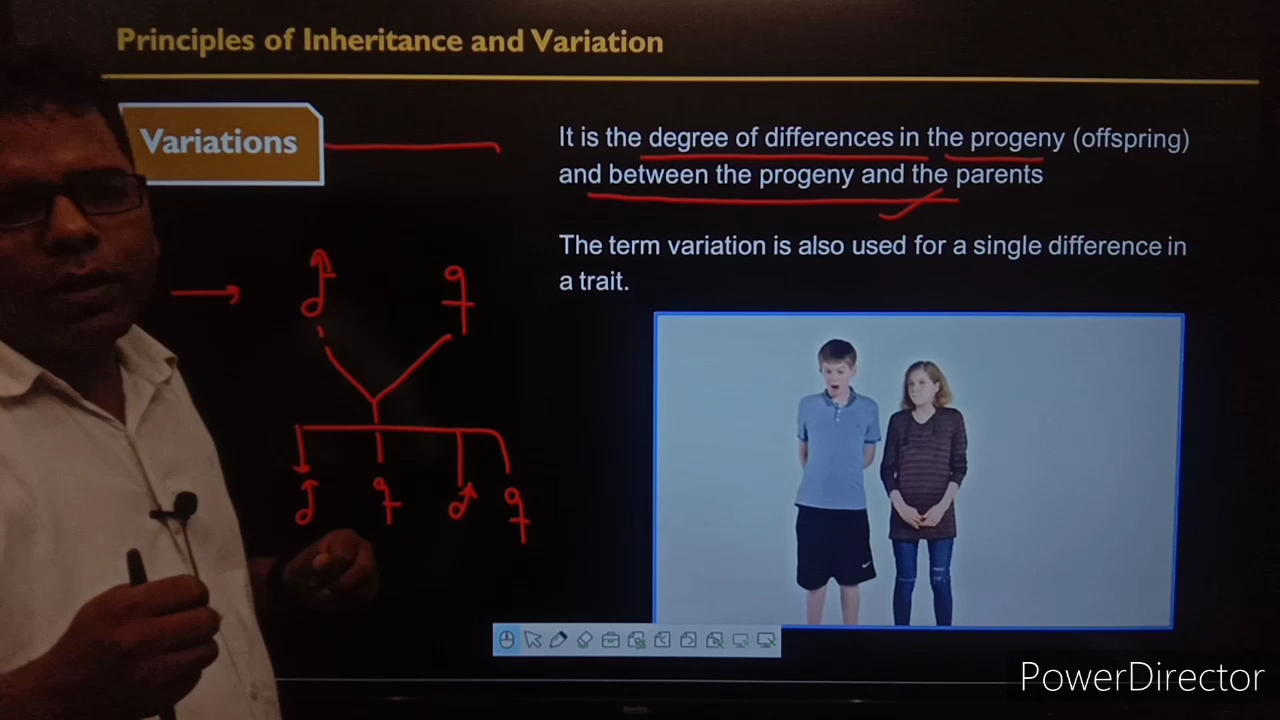 Principles of Inheritance and Variation
Variations
It is the degree of differences in the progeny (offspring)
and between the progeny and the parents
The term variation is also used for a single difference in
a trait.
PowerDirector